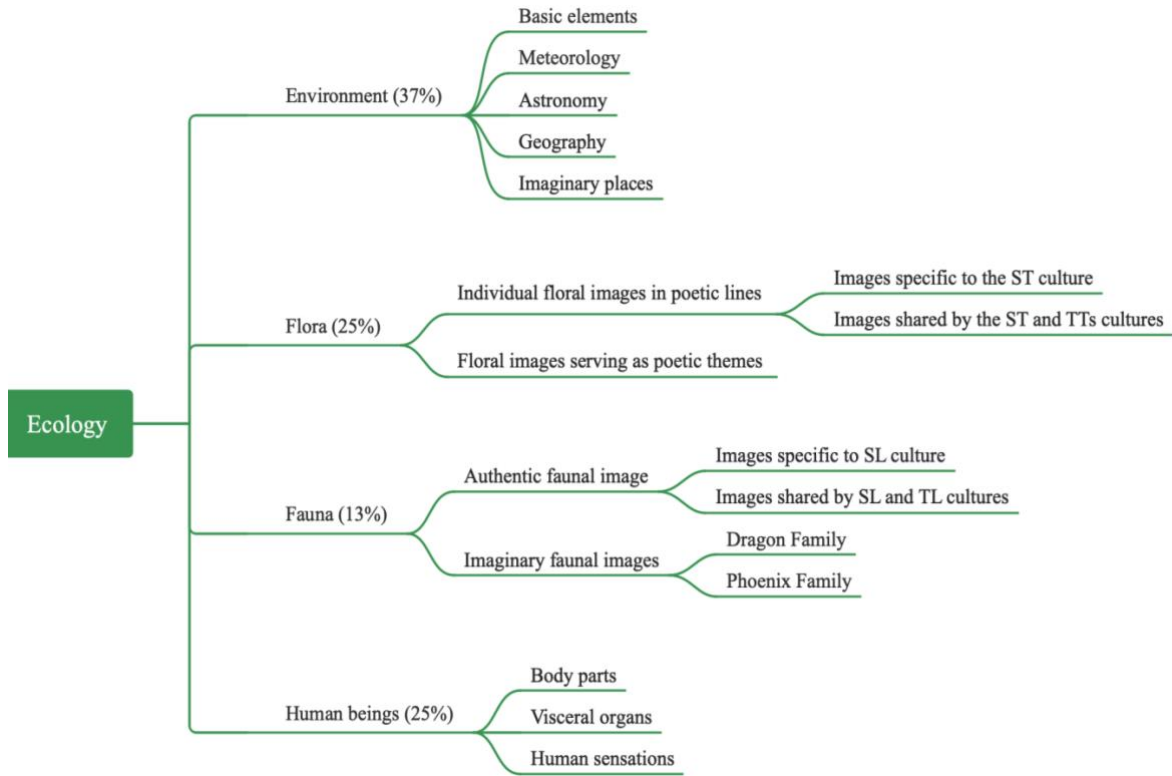 Ecology
Environment (37%)
Basic elements
Meteorology
Astronomy
Geography
Imaginary places
Flora (25%)
Individual floral images in poetic lines
Images specific to the ST culture
Images shared by the ST and TTs cultures
Floral images serving as poetic themes
Fauna (13%)
Authentic faunal image
Images specific to SL culture
Images shared by SL and TL cultures
Imaginary faunal images
Dragon Family
Phoenix Family
Human beings (25%)
Body parts
Visceral organs
Human sensations